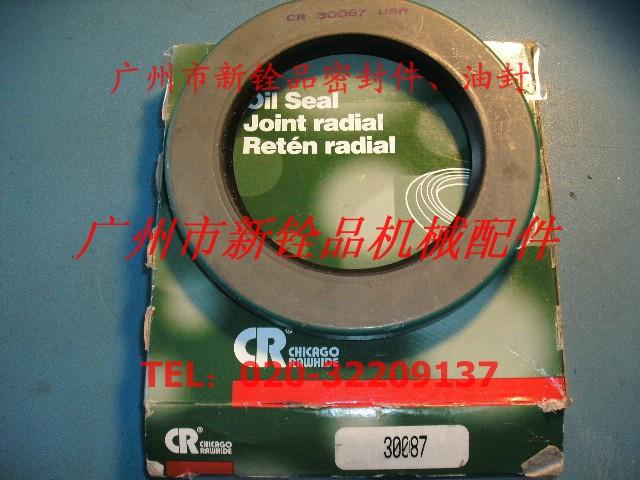 CR 30087 USA
广州市新铨品密封件、油封
Oil Seal
Joint radial
Retén radial
广州市新铨品机械配件
CR® CHICAGO
RAWHIDE
TEL：020-32209137
CR® CHICAGO
RAWHIDE
30087